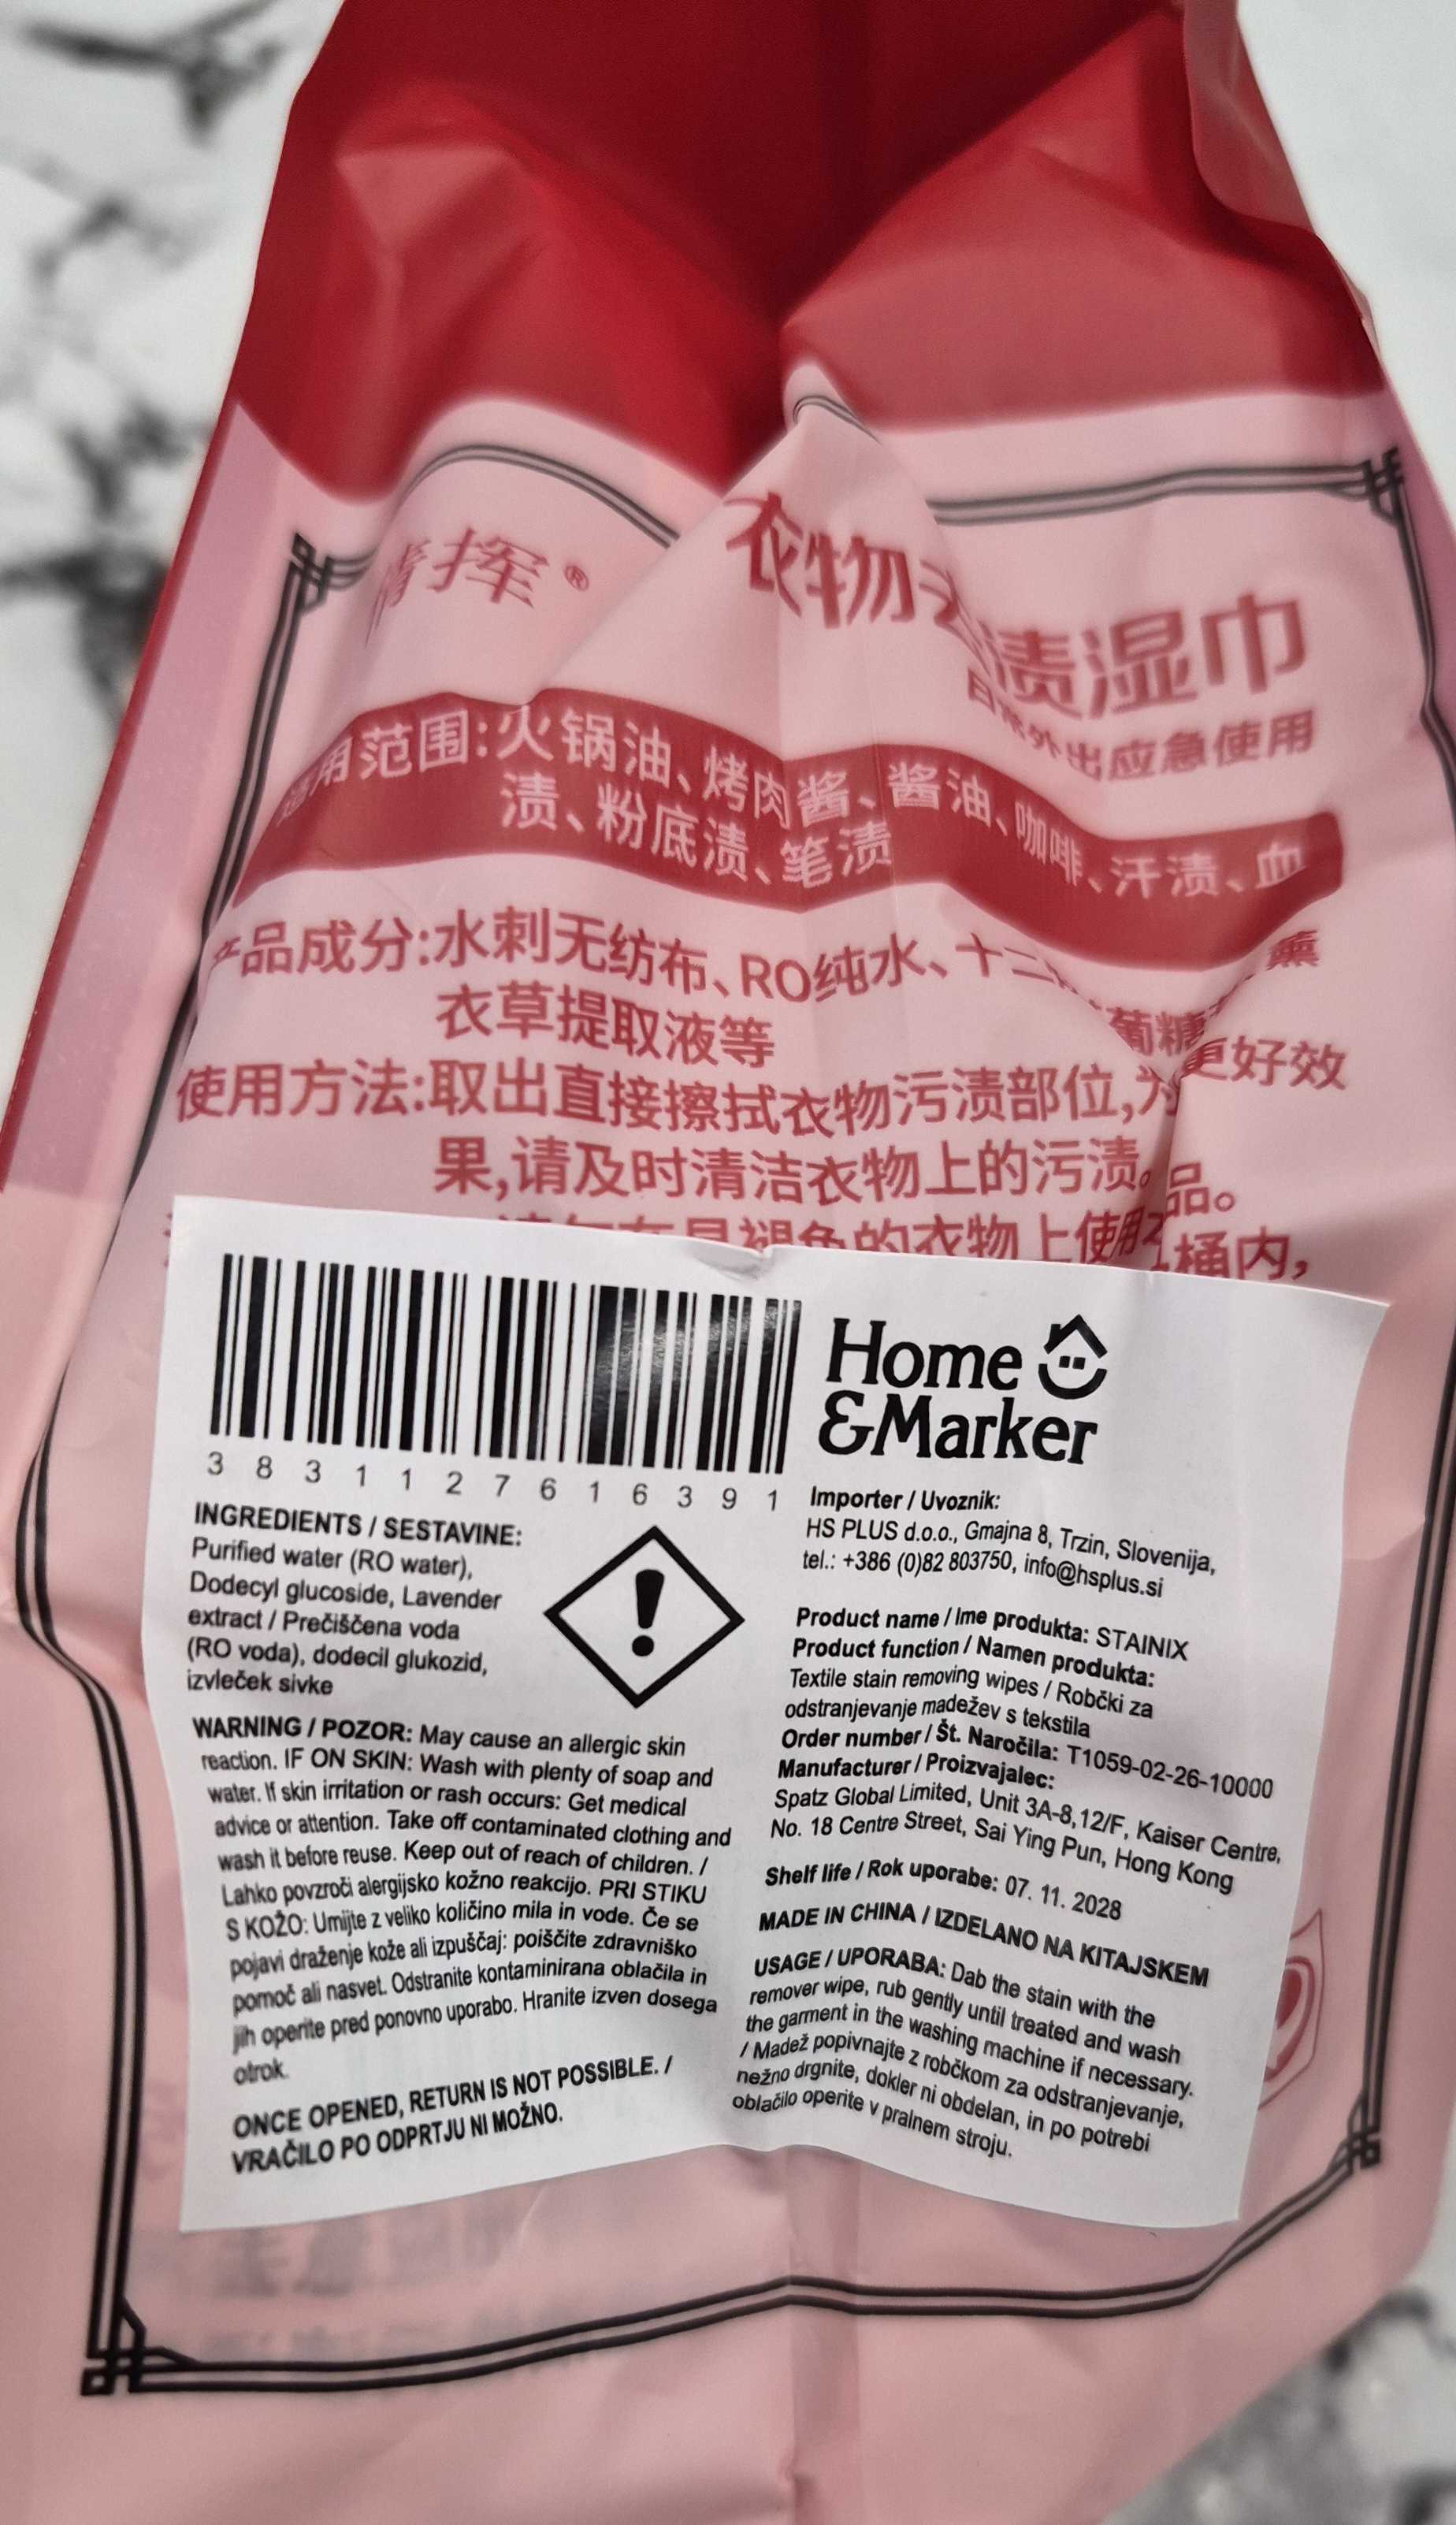 挥®
衣物去渍湿巾
日常外出应急使用
适用范围:火锅油、烤肉酱、酱油、咖啡、汗渍、血
渍、粉底渍、笔渍
产品成分:水刺无纺布、RO纯水、十二 葡糖 薰
衣草提取液等
使用方法:取出直接擦拭衣物污渍部位,为更好效
果,请及时清洁衣物上的污渍。
品。
的衣物上使用
桶内,
3831127616391
INGREDIENTS / SESTAVINE:
Purified water (RO water),
Dodecyl glucoside, Lavender
extract / Prečiščena voda
(RO voda), dodecil glukozid,
izvleček sivke
WARNING / POZOR: May cause an allergic skin
reaction. IF ON SKIN: Wash with plenty of soap and
water. If skin irritation or rash occurs: Get medical
advice or attention. Take off contaminated clothing and
wash it before reuse. Keep out of reach of children. /
Lahko povzroči alergijsko kožno reakcijo. PRI STIKU
S KOŽO: Umijte z veliko količino mila in vode. Če se
pojavi draženje kože ali izpuščaj: poiščite zdravniško
pomoč ali nasvet. Odstranite kontaminirana oblačila in
jih operite pred ponovno uporabo. Hranite izven dosega
otrok.
ONCE OPENED, RETURN IS NOT POSSIBLE. /
VRAČILO PO ODPRTJU NI MOŽNO.
Home
&Marker
Importer / Uvoznik:
HS PLUS d.o.o., Gmajna 8, Trzin, Slovenija,
tel.: +386 (0)82 803750, info@hsplus.si
Product name / Ime produkta: STAINIX
Product function / Namen produkta:
Textile stain removing wipes / Robčki za
odstranjevanje madežev s tekstila
Order number / Št. Naročila: T1059-02-26-10000
Manufacturer / Proizvajalec:
Spatz Global Limited, Unit 3A-8,12/F, Kaiser Centre,
No. 18 Centre Street, Sai Ying Pun, Hong Kong
Shelf life / Rok uporabe: 07. 11. 2028
MADE IN CHINA / IZDELANO NA KITAJSKEM
USAGE / UPORABA: Dab the stain with the
remover wipe, rub gently until treated and wash
the garment in the washing machine if necessary.
/ Madež popivnajte z robčkom za odstranjevanje,
nežno drgnite, dokler ni obdelan, in po potrebi
oblačilo operite v pralnem stroju.